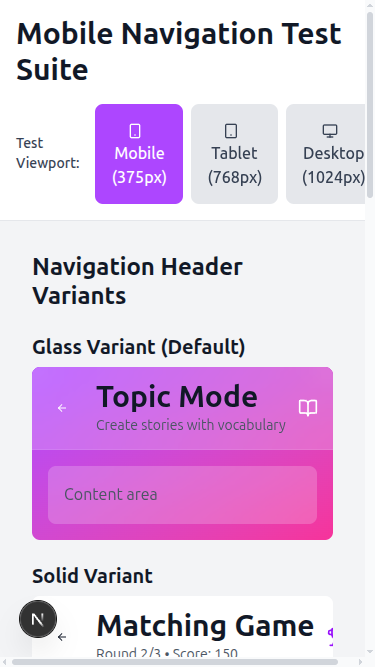 Mobile Navigation Test
Suite
Test
Viewport:
Mobile
(375px)
Tablet
(768px)
Desktop
(1024px)
Navigation Header
Variants
Glass Variant (Default)
Topic Mode
Create stories with vocabulary
Content area
Solid Variant
Matching Game
Round 2/3 • Score: 150
N